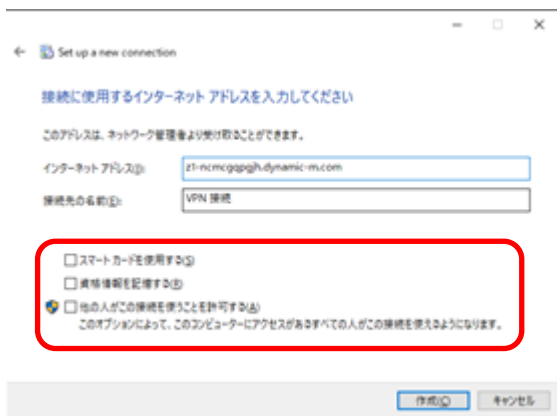 Set up a new connection
接続に使用するインターネット アドレスを入力してください
このアドレスは、ネットワーク管理者より受け取ることができます。
インターネット アドレス(I): z1-ncmcgqpgjh.dynamic-m.com
接続先の名前(E): VPN 接続
スマート カードを使用する(S)
資格情報を記憶する(R)
他の人がこの接続を使うことを許可する(A)
このオプションによって、このコンピューターにアクセスがあるすべての人がこの接続を使えるようになります。
作成(C) キャンセル